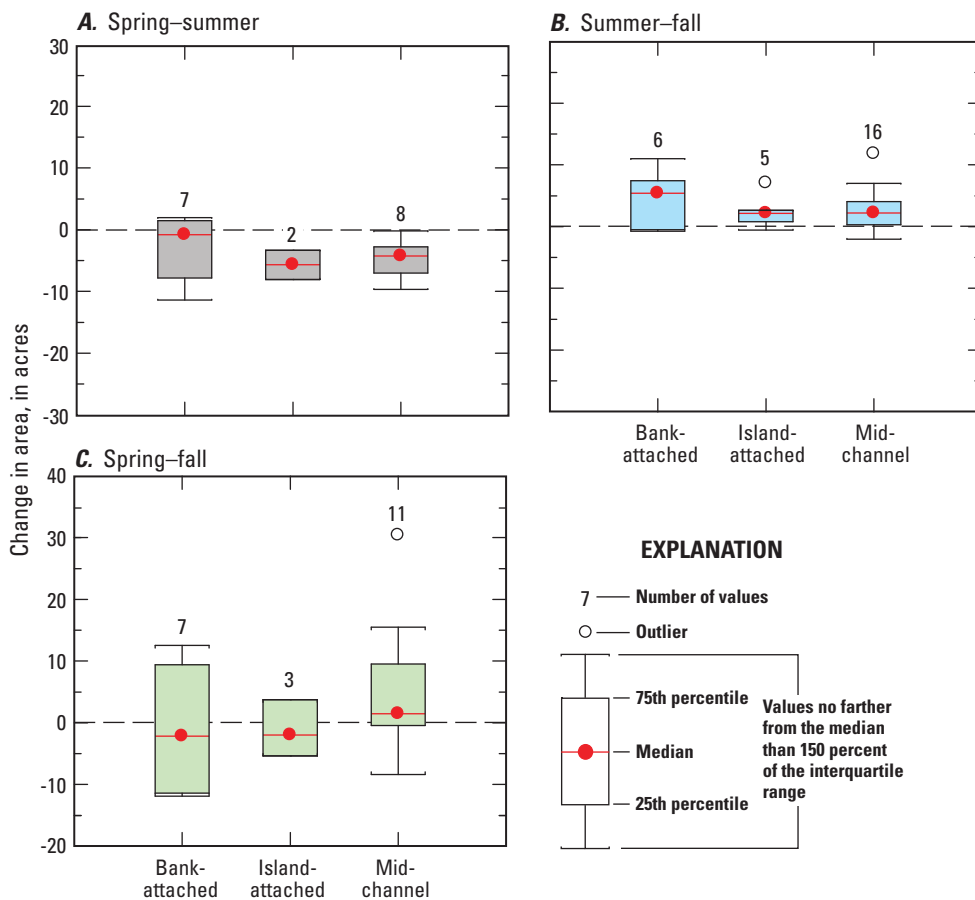 A. Spring–summer
30
20
10
0
-10
-20
-30
7
2
8
B. Summer–fall
6
5
16
Bank-
attached
Island-
attached
Mid-
channel
Change in area, in acres
C. Spring–fall
40
30
20
10
0
-10
-20
7
3
11
Bank-
attached
Island-
attached
Mid-
channel
EXPLANATION
7 Number of values
Outlier
75th percentile
Median
25th percentile
Values no farther
from the median
than 150 percent
of the interquartile
range